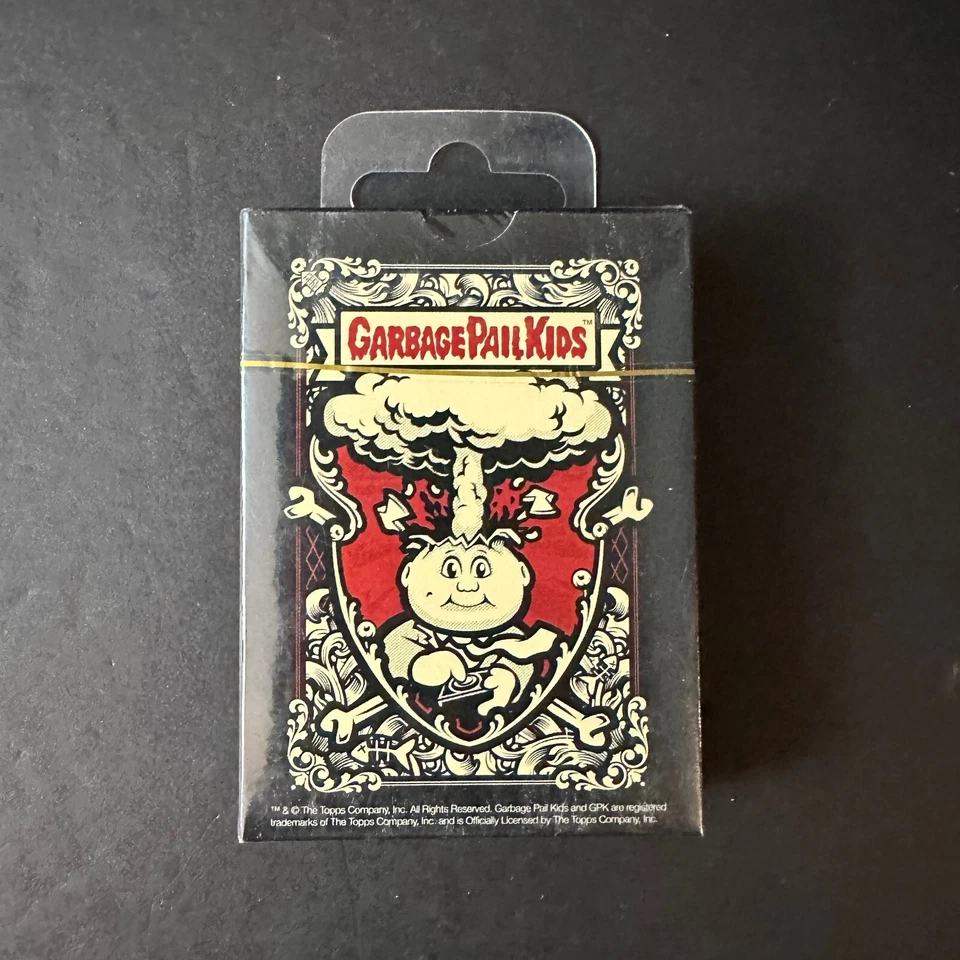 GARBAGE PAIL KIDS™
™ & © The Topps Company, Inc. All Rights Reserved. Garbage Pail Kids and GPK are registered
trademarks of The Topps Company, Inc. and is Officially Licensed by The Topps Company, Inc.